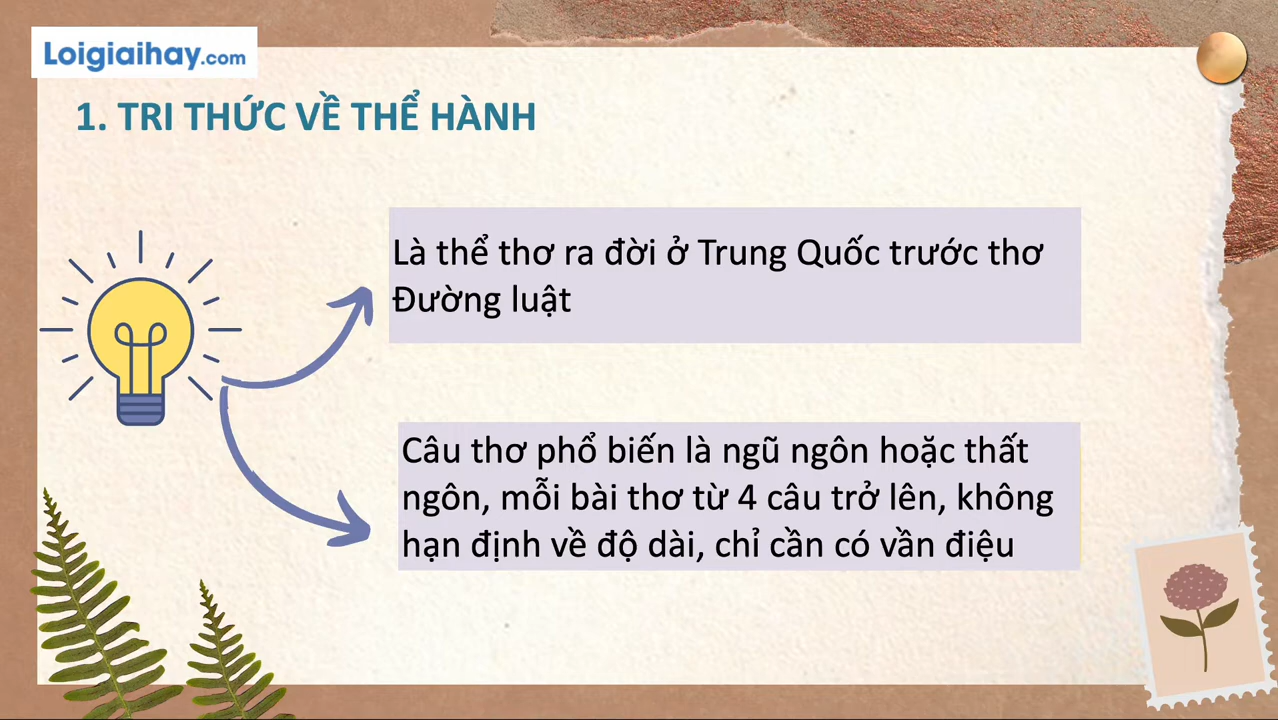 Loigiaihay.com
1. TRI THỨC VỀ THỂ HÀNH
Là thể thơ ra đời ở Trung Quốc trước thơ
Đường luật
Câu thơ phổ biến là ngũ ngôn hoặc thất
ngôn, mỗi bài thơ từ 4 câu trở lên, không
hạn định về độ dài, chỉ cần có vần điệu